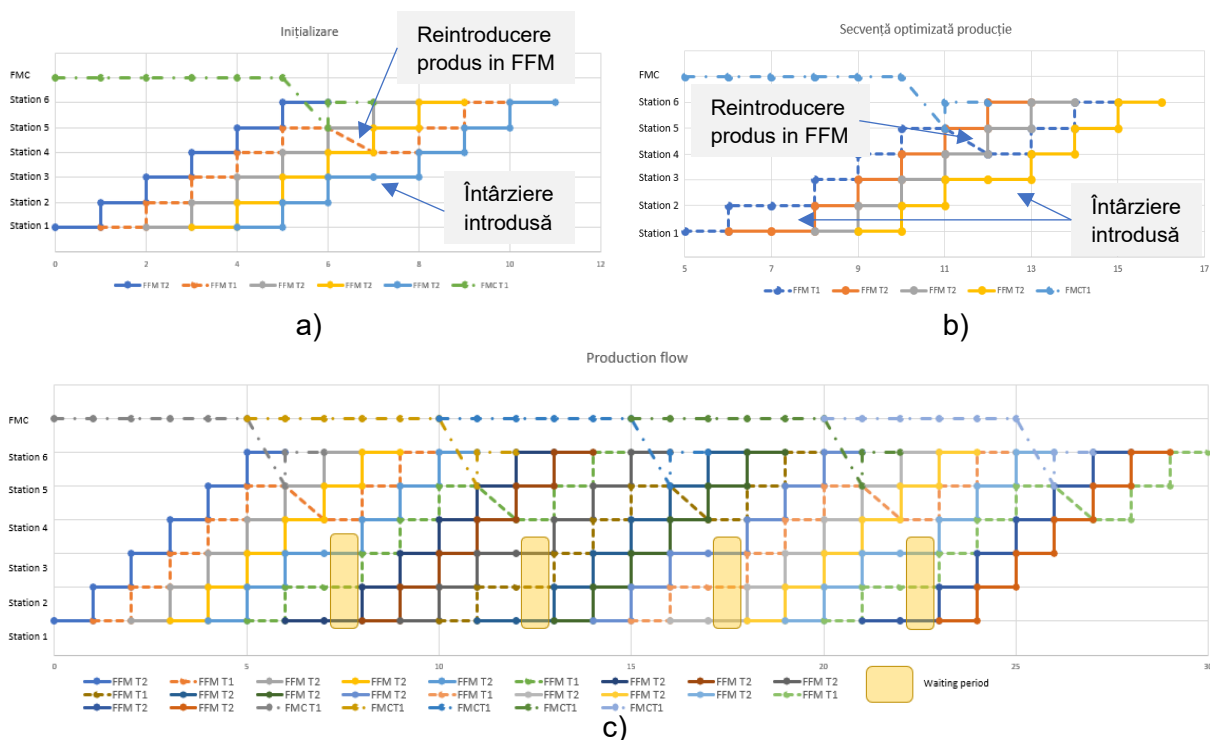 Inițializare
Reintroducere
produs in FFM
Întârziere
introdusă
FMC
Station 6
Station 5
Station 4
Station 3
Station 2
Station 1
0 2 4 6 8 10 12
FFM T2 FFM T1 FFM T2 FFM T2 FFM T2 FMC T1
a)
Secvență optimizată producție
Reintroducere
produs in FFM
Întârziere
introdusă
FMC
Station 6
Station 5
Station 4
Station 3
Station 2
Station 1
5 7 9 11 13 15 17
FFM T1 FFM T2 FFM T2 FFM T2 FMCT1
b)
Production flow
FMC
Station 6
Station 5
Station 4
Station 3
Station 2
Station 1
0 5 10 15 20 25 30
FFM T2 FFM T1 FFM T2 FFM T2 FFM T2 FFM T1 FFM T2 FFM T2 FFM T2
FFM T1 FFM T2 FFM T2 FFM T2 FFM T1 FFM T2 FFM T2 FFM T2 FFM T1
FFM T2 FFM T2 FMC T1 FMCT1 FMCT1 FMCT1 FMCT1
Waiting period
c)